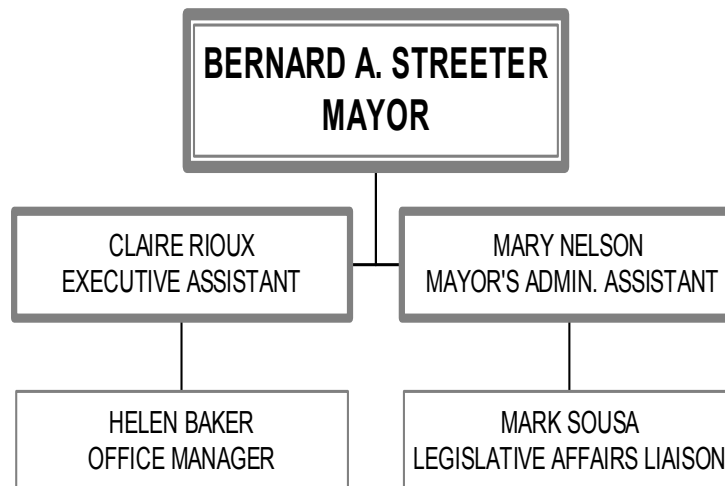 BERNARD A. STREETER
MAYOR
CLAIRE RIOUX
EXECUTIVE ASSISTANT
MARY NELSON
MAYOR'S ADMIN. ASSISTANT
HELEN BAKER
OFFICE MANAGER
MARK SOUSA
LEGISLATIVE AFFAIRS LIAISON